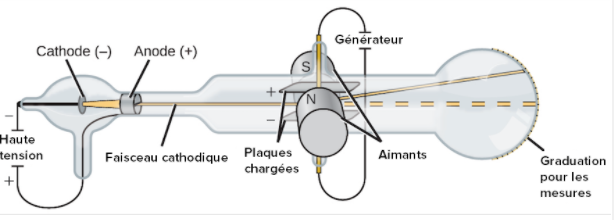 Générateur
Cathode (–)
Anode (+)
S
+
N
–
–
Haute
tension
+
Faisceau cathodique
Plaques
chargées
Aimants
Graduation
pour les
mesures